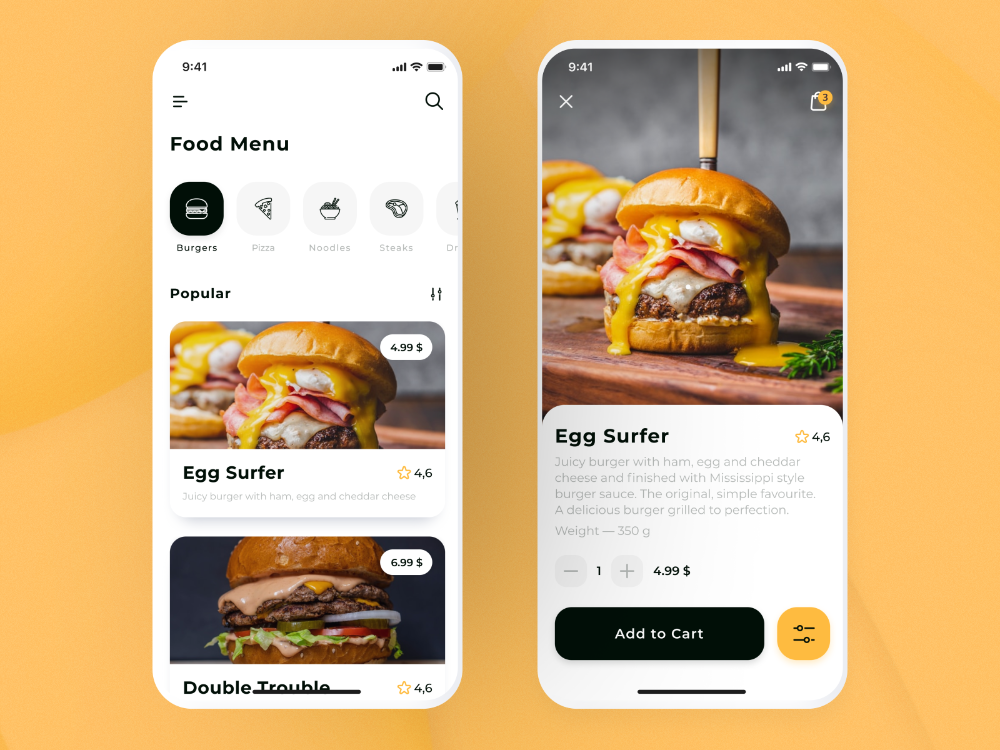 9:41
Food Menu
Burgers
Pizza
Noodles
Steaks
Dr
Popular
4.99 $
Egg Surfer
4,6
Juicy burger with ham, egg and cheddar cheese
6.99 $
Double Trouble
4,6
9:41
3
Egg Surfer
4,6
Juicy burger with ham, egg and cheddar
cheese and finished with Mississippi style
burger sauce. The original, simple favourite.
A delicious burger grilled to perfection.
Weight — 350 g
1
4.99 $
Add to Cart